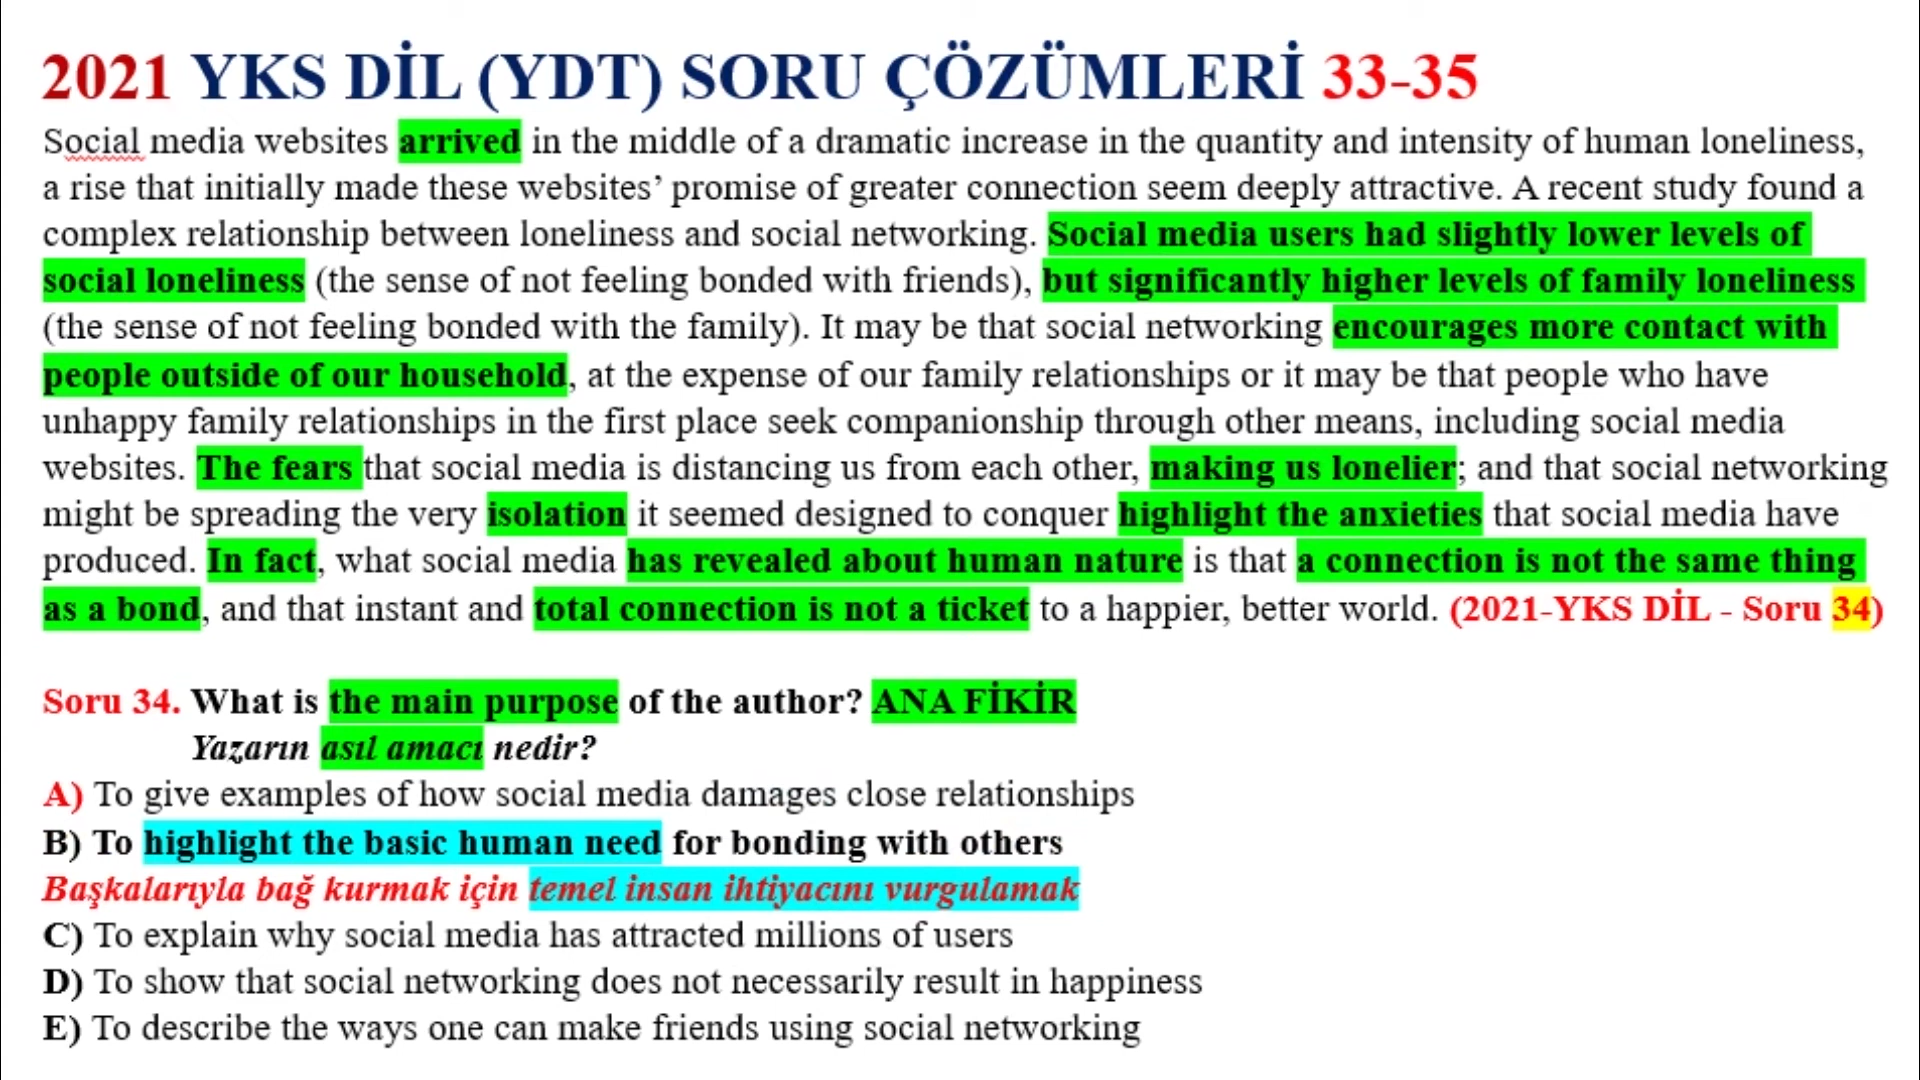 2021 YKS DİL (YDT) SORU ÇÖZÜMLERİ 33-35
Social media websites arrived in the middle of a dramatic increase in the quantity and intensity of human loneliness,
a rise that initially made these websites’ promise of greater connection seem deeply attractive. A recent study found a
complex relationship between loneliness and social networking. Social media users had slightly lower levels of
social loneliness (the sense of not feeling bonded with friends), but significantly higher levels of family loneliness
(the sense of not feeling bonded with the family). It may be that social networking encourages more contact with
people outside of our household, at the expense of our family relationships or it may be that people who have
unhappy family relationships in the first place seek companionship through other means, including social media
websites. The fears that social media is distancing us from each other, making us lonelier; and that social networking
might be spreading the very isolation it seemed designed to conquer highlight the anxieties that social media have
produced. In fact, what social media has revealed about human nature is that a connection is not the same thing
as a bond, and that instant and total connection is not a ticket to a happier, better world. (2021-YKS DİL - Soru 34)
Soru 34. What is the main purpose of the author? ANA FİKİR
Yazarın asıl amacı nedir?
A) To give examples of how social media damages close relationships
B) To highlight the basic human need for bonding with others
Başkalarıyla bağ kurmak için temel insan ihtiyacını vurgulamak
C) To explain why social media has attracted millions of users
D) To show that social networking does not necessarily result in happiness
E) To describe the ways one can make friends using social networking